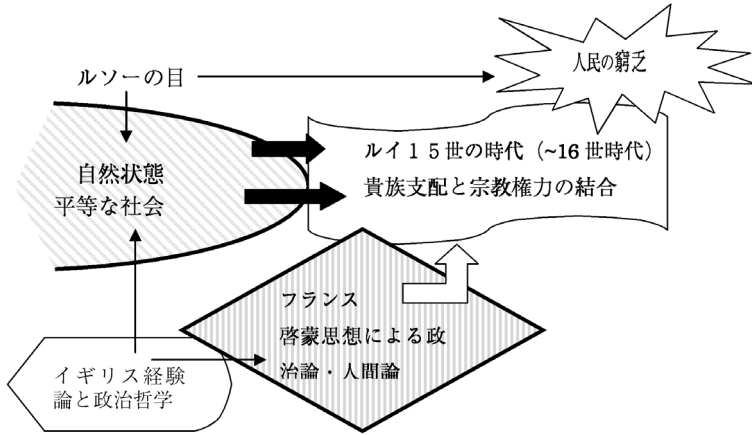 人民の窮乏
ルソーの目
ルイ１５世の時代（~16世時代）
貴族支配と宗教権力の結合
自然状態
平等な社会
フランス
啓蒙思想による政
治論・人間論
イギリス経験
論と政治哲学